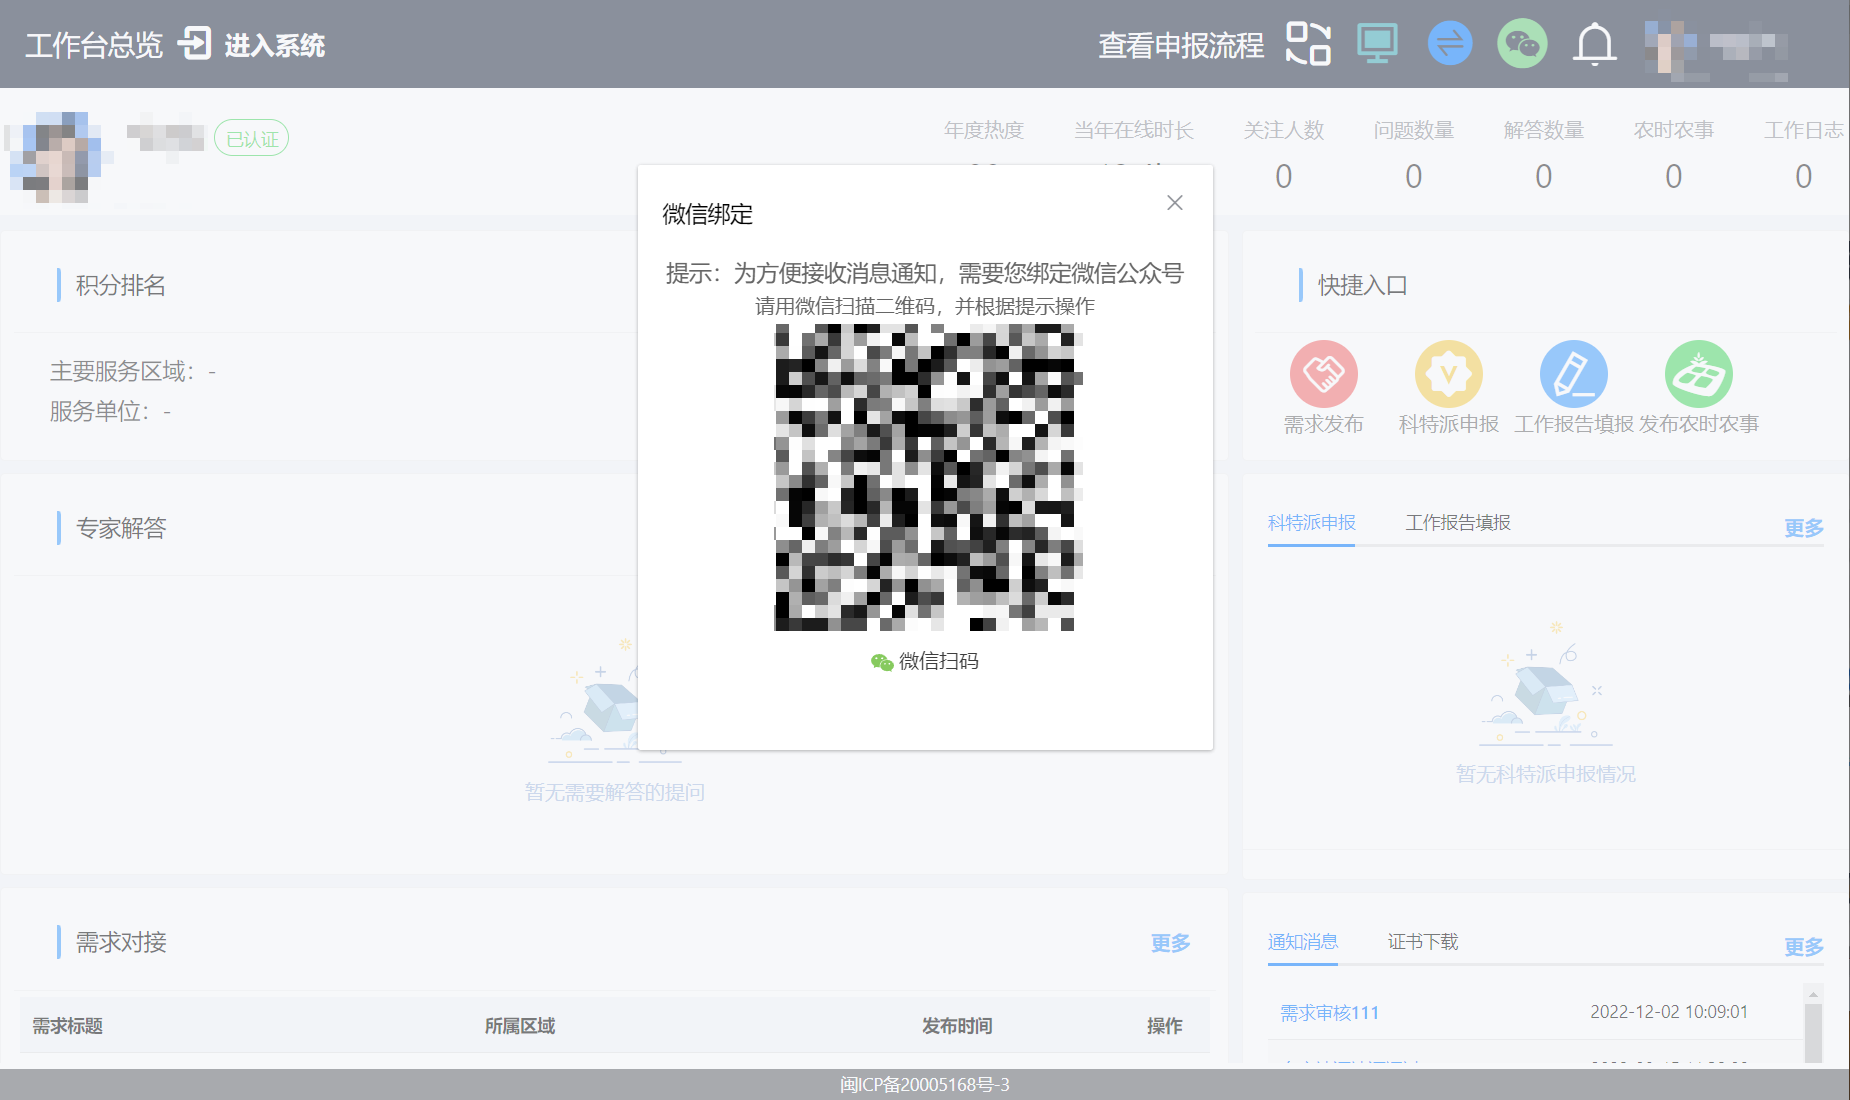 工作台总览 进入系统 查看申报流程
已认证
年度热度 当年在线时长 关注人数 问题数量 解答数量 农时农事 工作日志
0 0 0 0 0
微信绑定
提示：为方便接收消息通知，需要您绑定微信公众号
请用微信扫描二维码，并根据提示操作
微信扫码
积分排名
主要服务区域：-
服务单位：-
快捷入口
需求发布 科特派申报 工作报告填报 发布农时农事
专家解答
暂无需要解答的提问
科特派申报 工作报告填报 更多
暂无科特派申报情况
需求对接 更多
需求标题 所属区域 发布时间 操作
通知消息 证书下载 更多
需求审核111 2022-12-02 10:09:01
闽ICP备20005168号-3